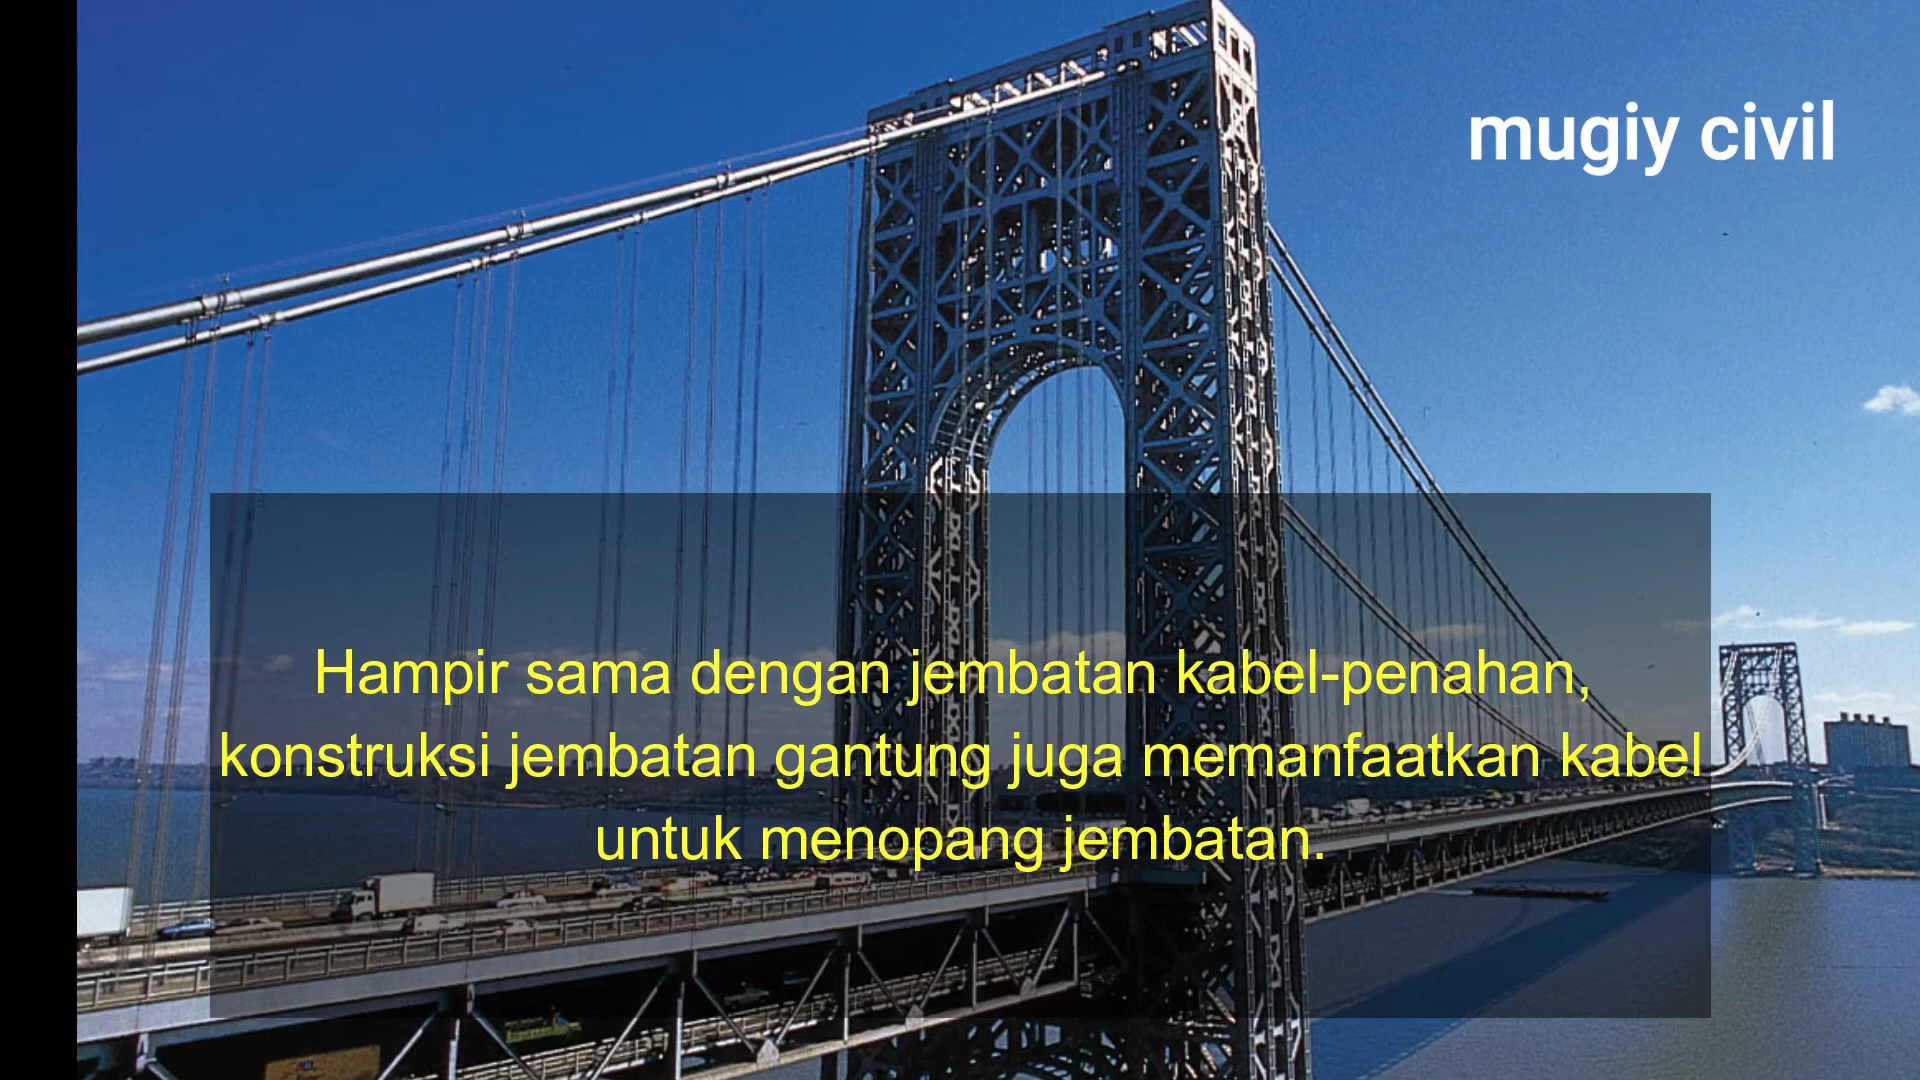 mugiy civil
Hampir sama dengan jembatan kabel-penahan,
konstruksi jembatan gantung juga memanfaatkan kabel
untuk menopang jembatan.